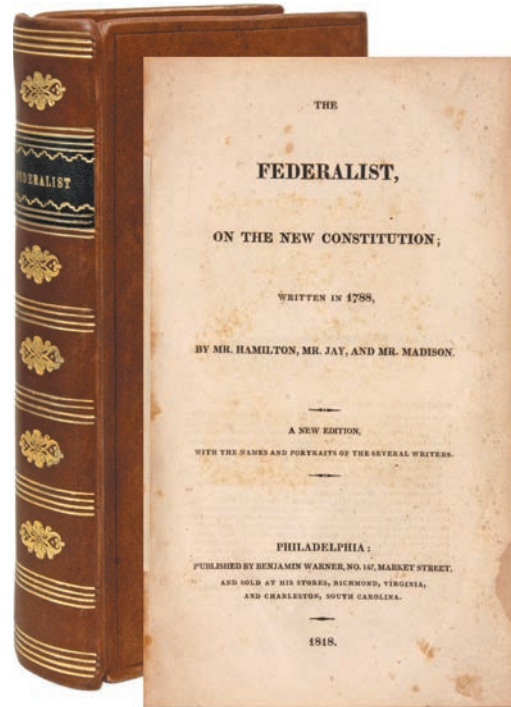 FEDERALIST
THE
FEDERALIST,
ON THE NEW CONSTITUTION;
WRITTEN IN 1788,
BY MR. HAMILTON, MR. JAY, AND MR. MADISON.
A NEW EDITION,
WITH THE NAMES AND PORTRAITS OF THE SEVERAL WRITERS.
PHILADELPHIA:
PUBLISHED BY BENJAMIN WARNER, NO. 147, MARKET STREET,
AND SOLD AT HIS STORES, RICHMOND, VIRGINIA,
AND CHARLESTON, SOUTH CAROLINA.
1818.